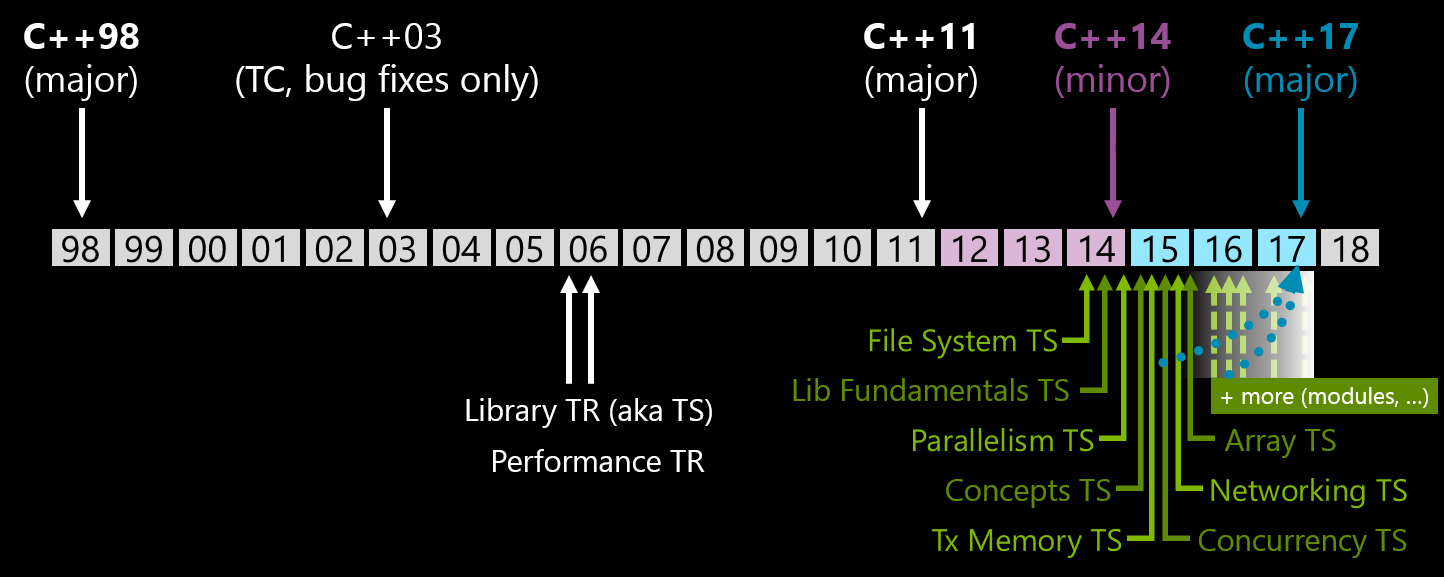 C++98 C++03 C++11 C++14 C++17
(major) (TC, bug fixes only) (major) (minor) (major)
98 99 00 01 02 03 04 05 06 07 08 09 10 11 12 13 14 15 16 17 18
File System TS
Lib Fundamentals TS
+ more (modules, ...)
Library TR (aka TS)
Parallelism TS
Array TS
Performance TR
Concepts TS
Networking TS
Tx Memory TS
Concurrency TS